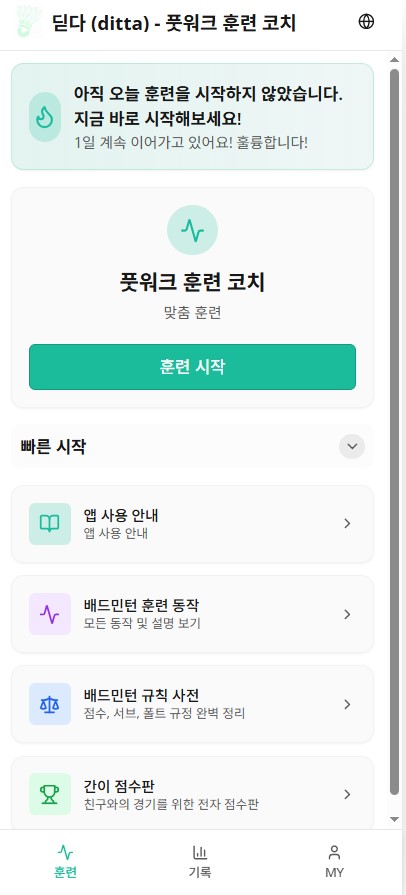 딛다 (ditta) - 풋워크 훈련 코치
아직 오늘 훈련을 시작하지 않았습니다.
지금 바로 시작해보세요!
1일 계속 이어가고 있어요! 훌륭합니다!
풋워크 훈련 코치
맞춤 훈련
훈련 시작
빠른 시작
앱 사용 안내
앱 사용 안내
배드민턴 훈련 동작
모든 동작 및 설명 보기
배드민턴 규칙 사전
점수, 서브, 폴트 규정 완벽 정리
간이 점수판
친구와의 경기를 위한 전자 점수판
훈련
기록
MY